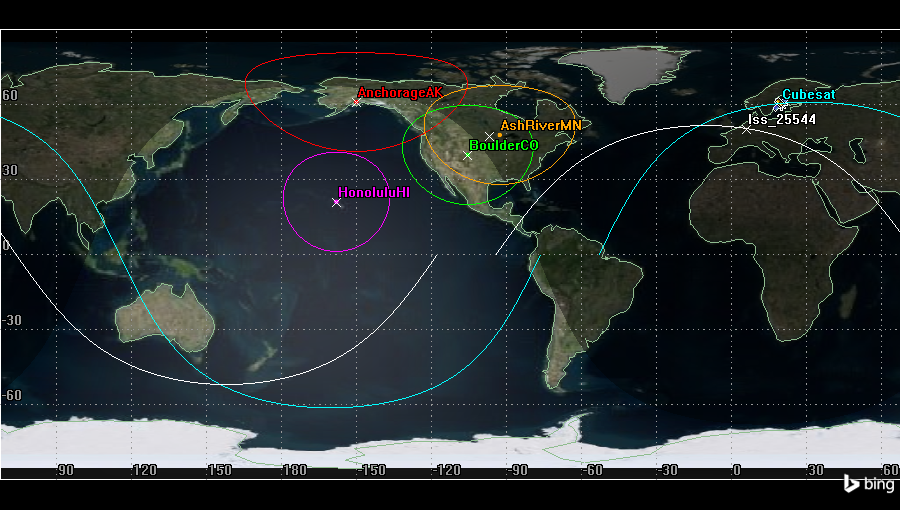 60
AnchorageAK
Cubesat
AshRiverMN
Iss_25544
BoulderCO
30
HonoluluHI
0
-30
-60
90 120 150 -180 -150 -120 -90 -60 -30 0 30 60
bing